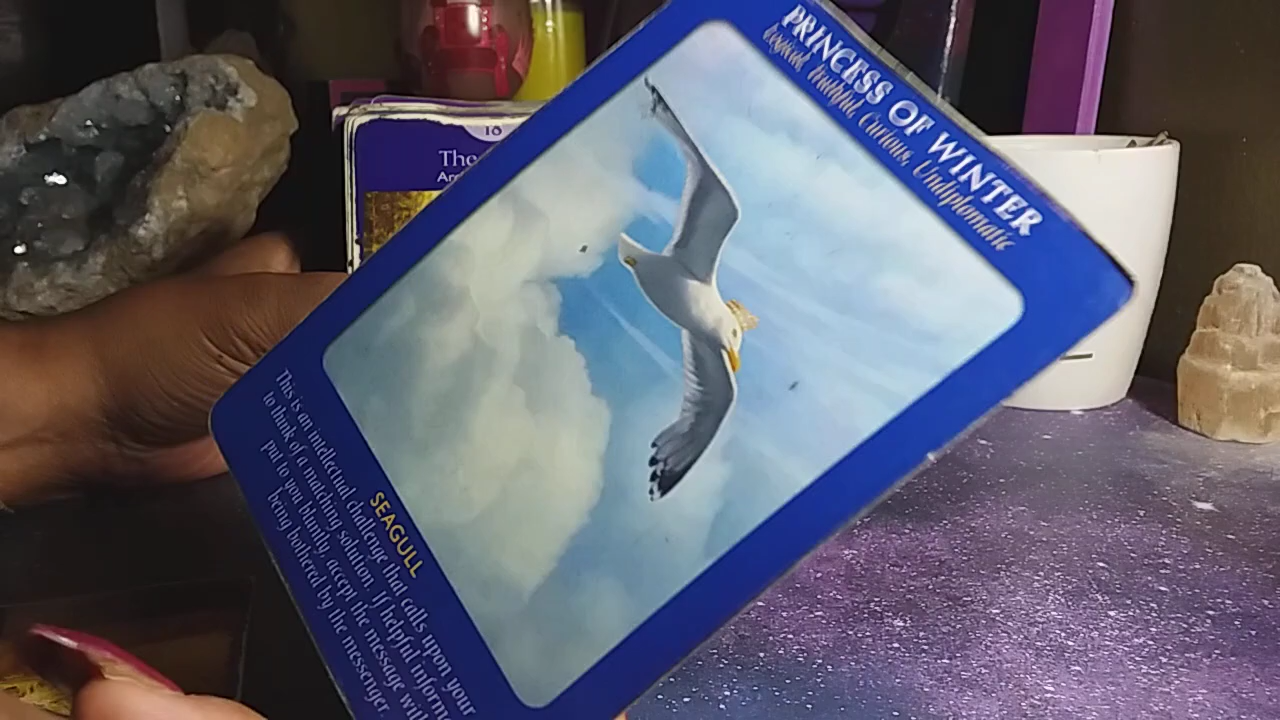 PRINCESS OF WINTER
Logical, Truthful, Curious, Undiplomatic
18
The
SEAGULL
This is an intellectual challenge that calls upon your
to think of a matching solution. If helpful inform
put to you bluntly, accept the message with
being bothered by the messenger.